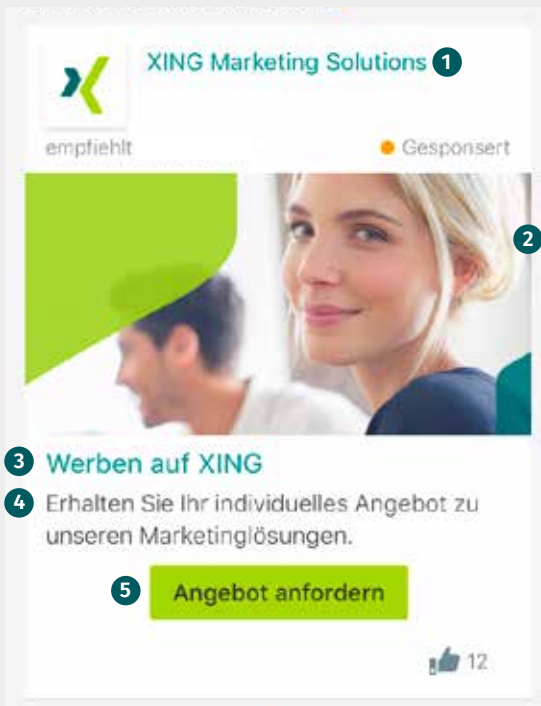 XING Marketing Solutions 1
empfiehlt
Gesponsert
2
3 Werben auf XING
4 Erhalten Sie Ihr individuelles Angebot zu
unseren Marketinglösungen.
5 Angebot anfordern
12